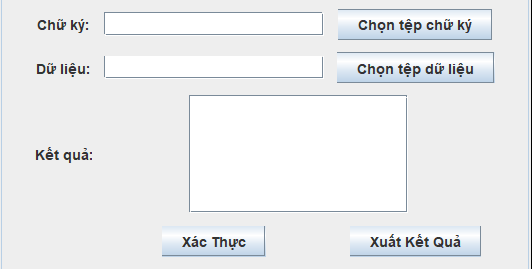 Chữ ký: Chọn tệp chữ ký
Dữ liệu: Chọn tệp dữ liệu
Kết quả:
Xác Thực Xuất Kết Quả